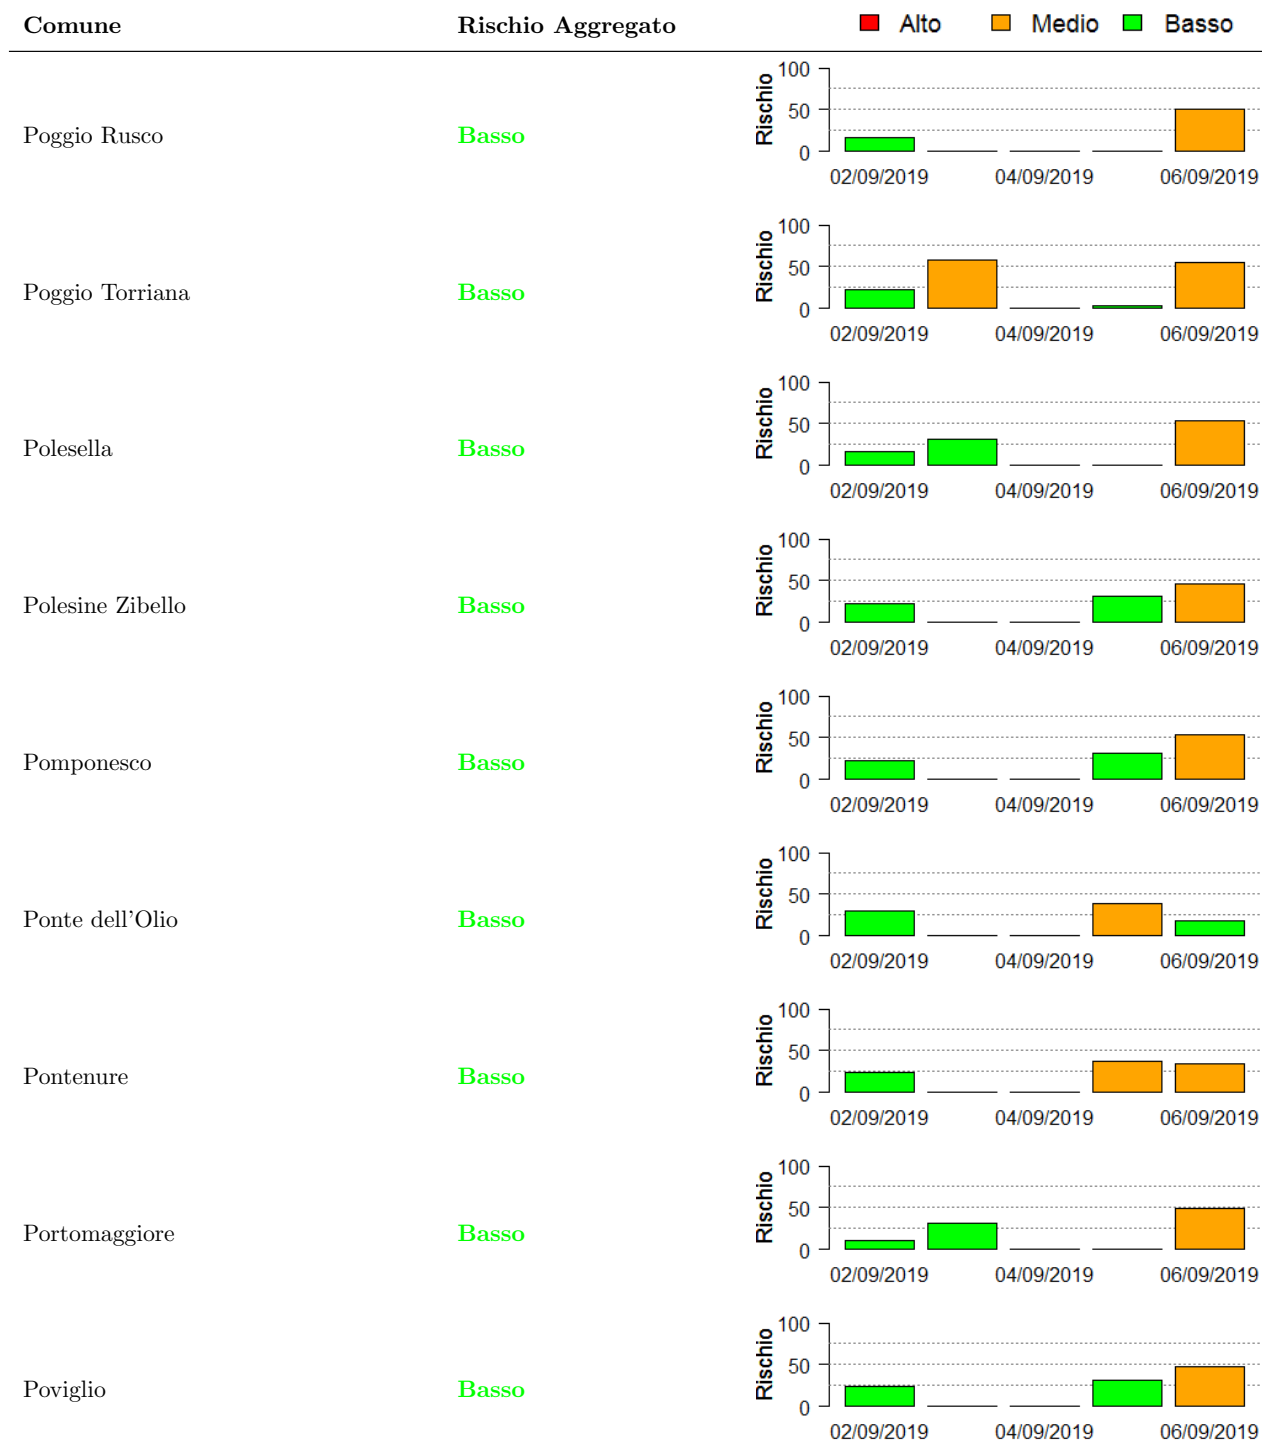 Comune Rischio Aggregato Alto Medio Basso
100
50
0
Rischio
Poggio Rusco Basso
02/09/2019 04/09/2019 06/09/2019
100
50
0
Rischio
Poggio Torriana Basso
02/09/2019 04/09/2019 06/09/2019
100
50
0
Rischio
Polesella Basso
02/09/2019 04/09/2019 06/09/2019
100
50
0
Rischio
Polesine Zibello Basso
02/09/2019 04/09/2019 06/09/2019
100
50
0
Rischio
Pomponesco Basso
02/09/2019 04/09/2019 06/09/2019
100
50
0
Rischio
Ponte dell'Olio Basso
02/09/2019 04/09/2019 06/09/2019
100
50
0
Rischio
Pontenure Basso
02/09/2019 04/09/2019 06/09/2019
100
50
0
Rischio
Portomaggiore Basso
02/09/2019 04/09/2019 06/09/2019
100
50
0
Rischio
Poviglio Basso
02/09/2019 04/09/2019 06/09/2019